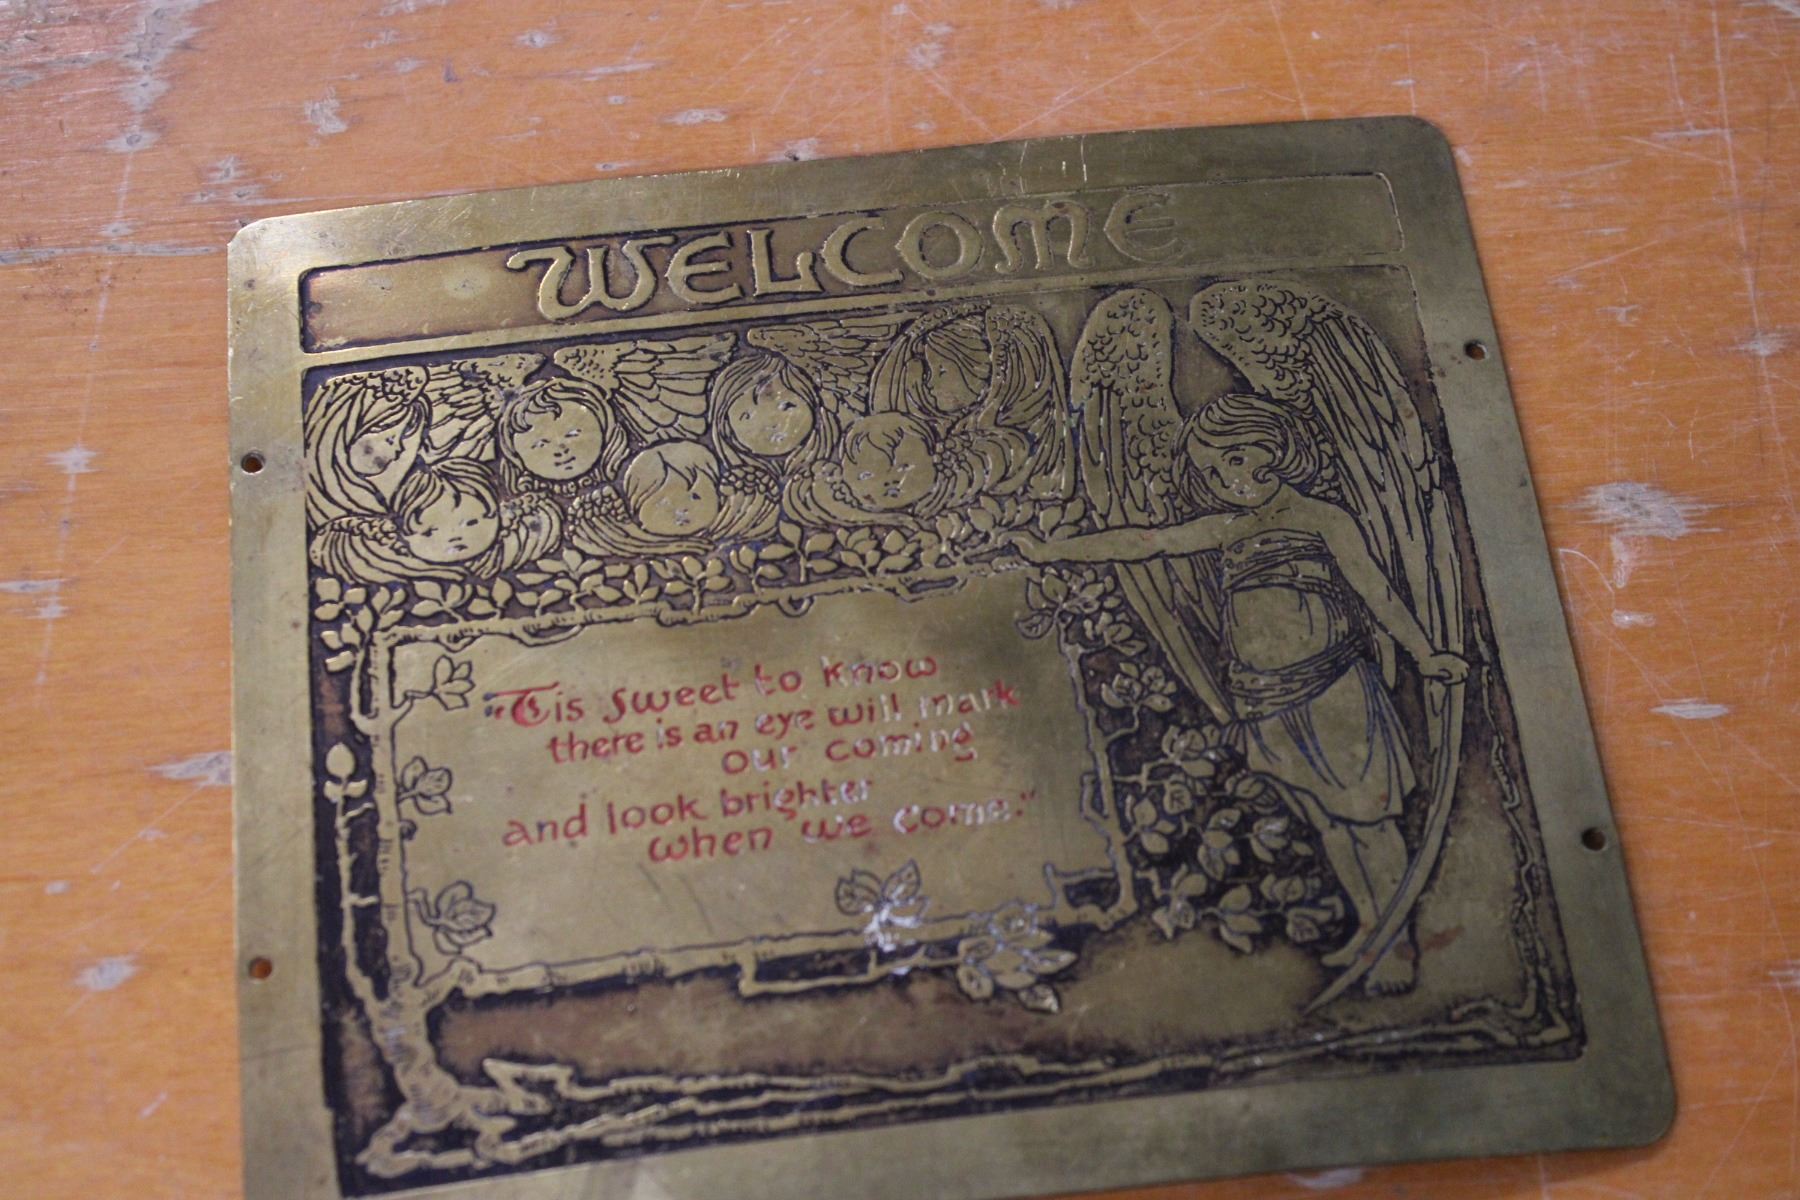 WELCOME
"Tis sweet to know
there is an eye will mark
our coming
and look brighter
when we come."